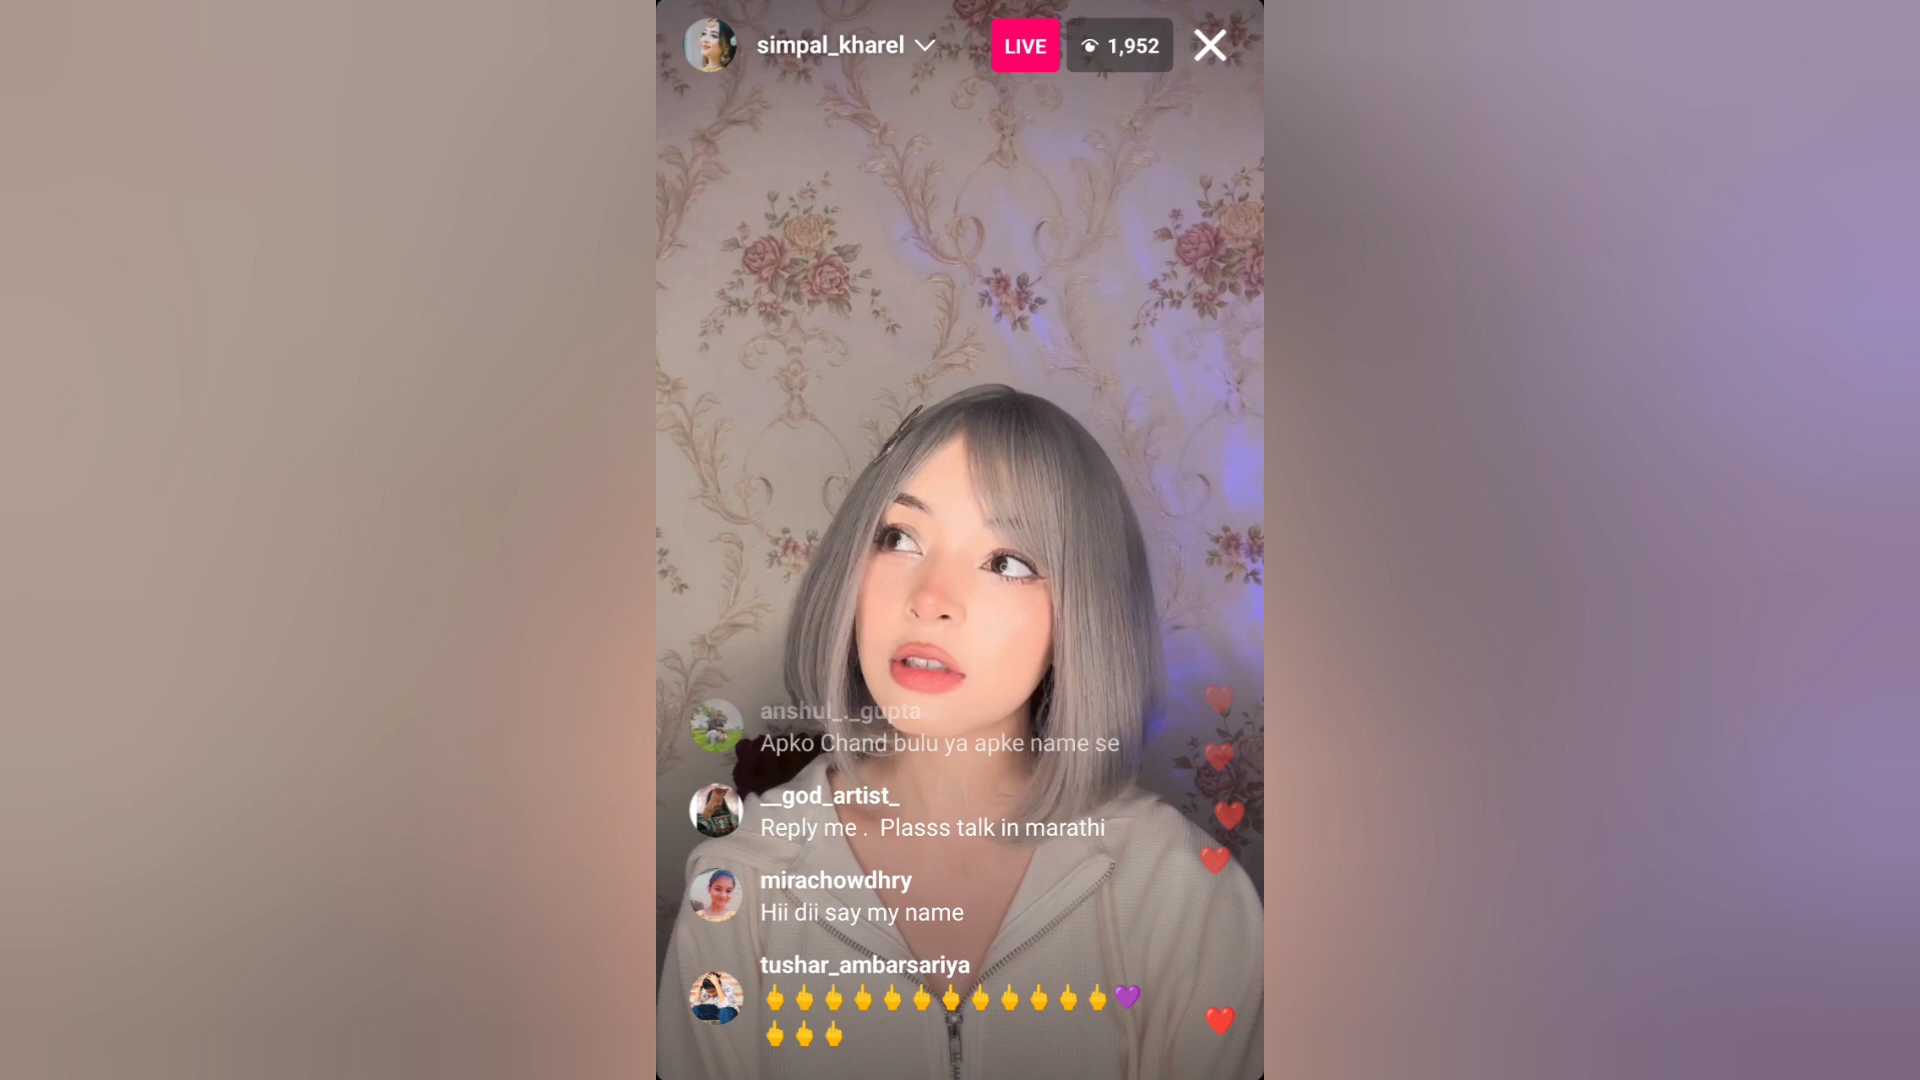 simpal_kharel
LIVE
1,952
anshul_._gupta
Apko Chand bulu ya apke name se
__god_artist_
Reply me . Plasss talk in marathi
mirachowdhry
Hii dii say my name
tushar_ambarsariya
👆👆👆👆👆👆👆👆👆👆👆👆💜
👆👆👆